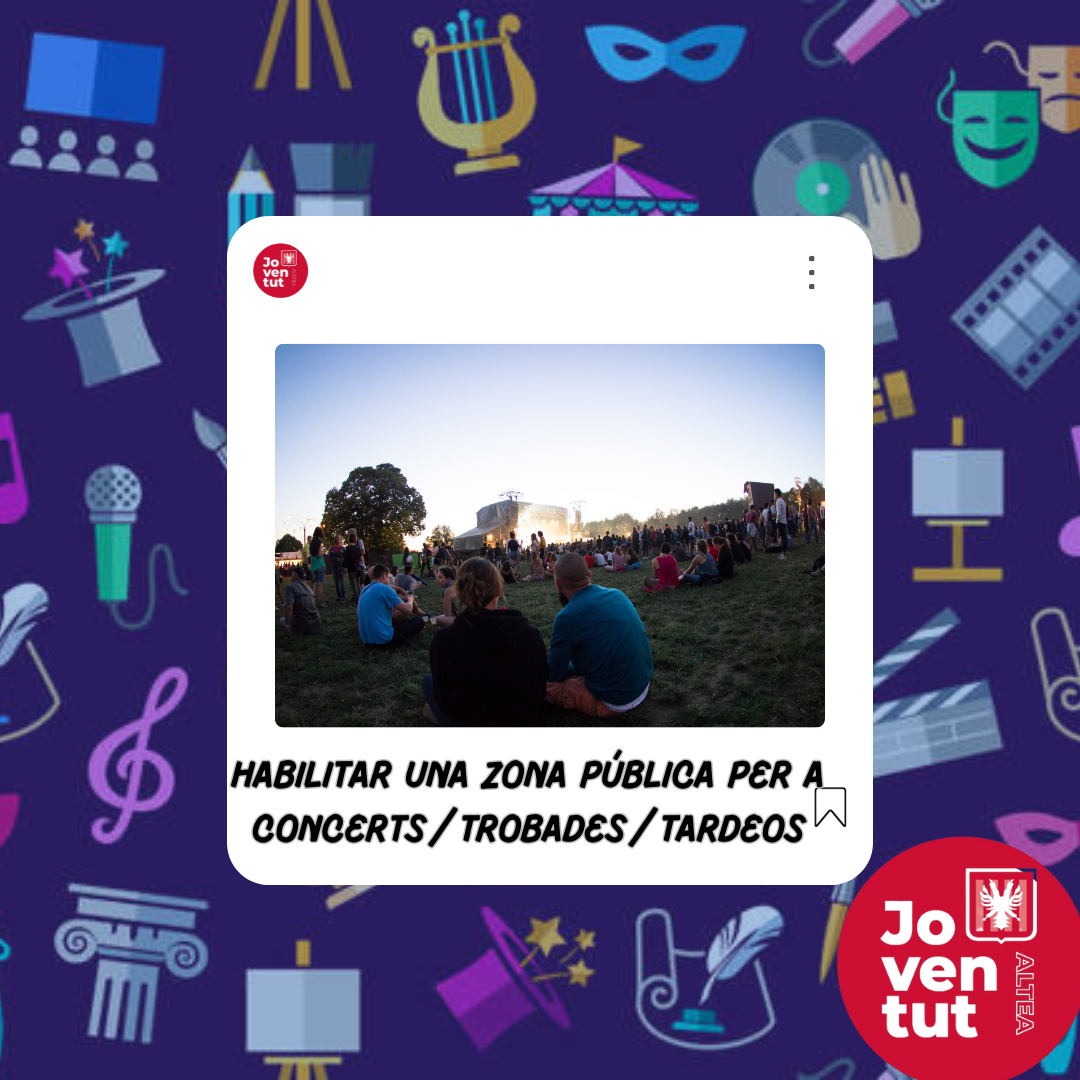 Jo
ven
tut
HABILITAR UNA ZONA PÚBLICA PER A
CONCERTS/TROBADES/TARDEOS
Jo
ven
tut
ALTEA